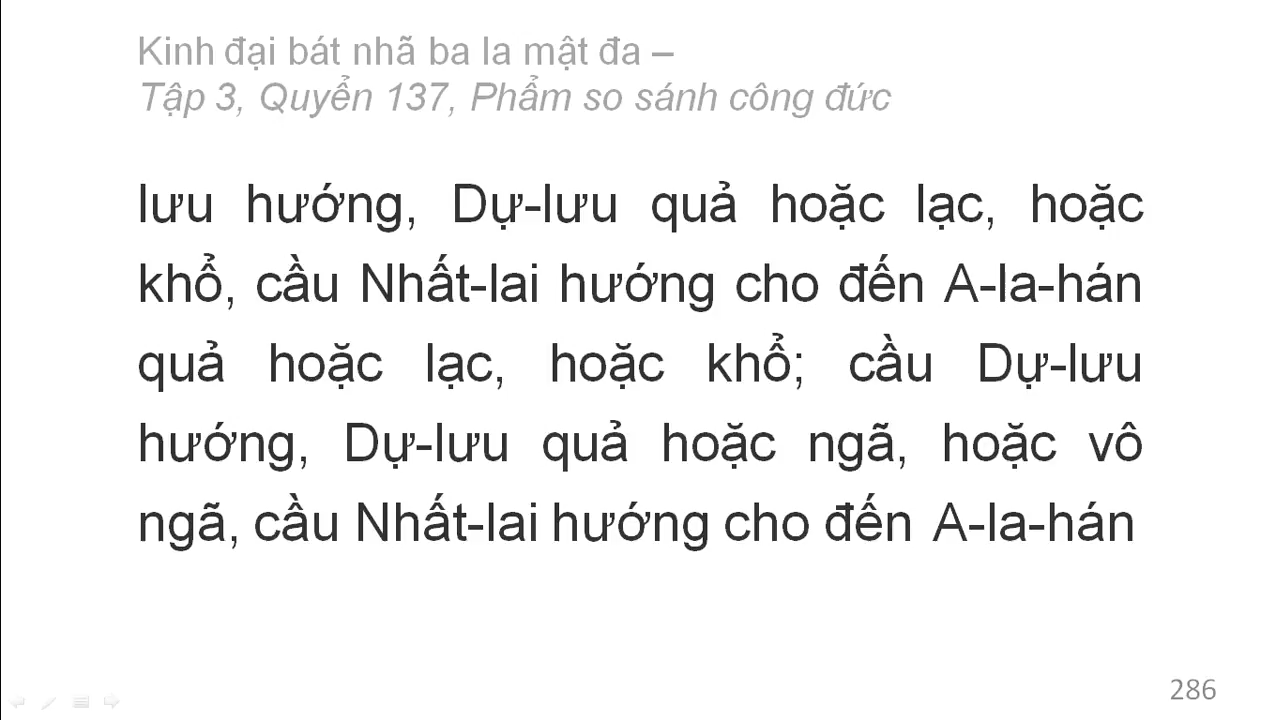 Kinh đại bát nhã ba la mật đa –
Tập 3, Quyển 137, Phẩm so sánh công đức
lưu hướng, Dự-lưu quả hoặc lạc, hoặc
khổ, cầu Nhất-lai hướng cho đến A-la-hán
quả hoặc lạc, hoặc khổ; cầu Dự-lưu
hướng, Dự-lưu quả hoặc ngã, hoặc vô
ngã, cầu Nhất-lai hướng cho đến A-la-hán
286